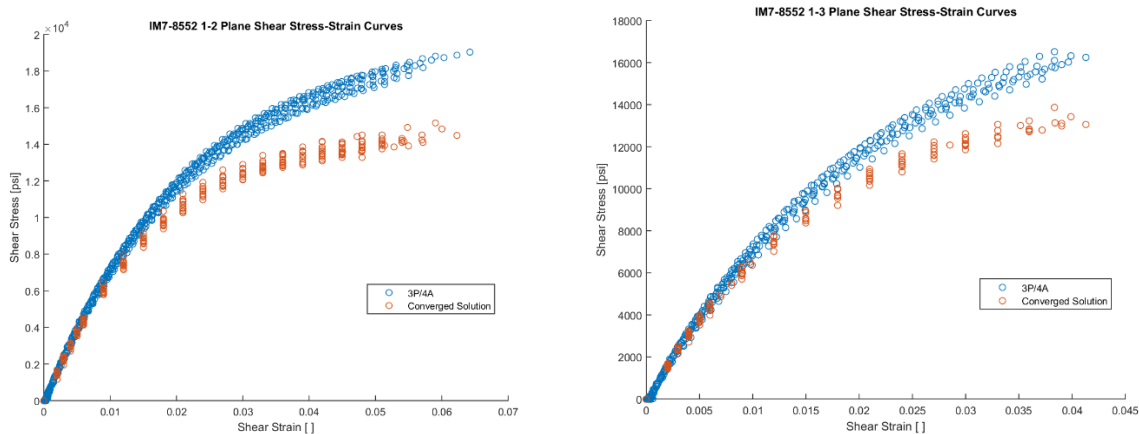 IM7-8552 1-2 Plane Shear Stress-Strain Curves
×10⁴
2
1.8
1.6
1.4
1.2
1
0.8
0.6
0.4
0.2
0
Shear Stress [psi]
3P/4A
Converged Solution
0 0.01 0.02 0.03 0.04 0.05 0.06 0.07
Shear Strain [ ]
IM7-8552 1-3 Plane Shear Stress-Strain Curves
18000
16000
14000
12000
10000
8000
6000
4000
2000
0
Shear Stress [psi]
3P/4A
Converged Solution
0 0.005 0.01 0.015 0.02 0.025 0.03 0.035 0.04 0.045
Shear Strain [ ]